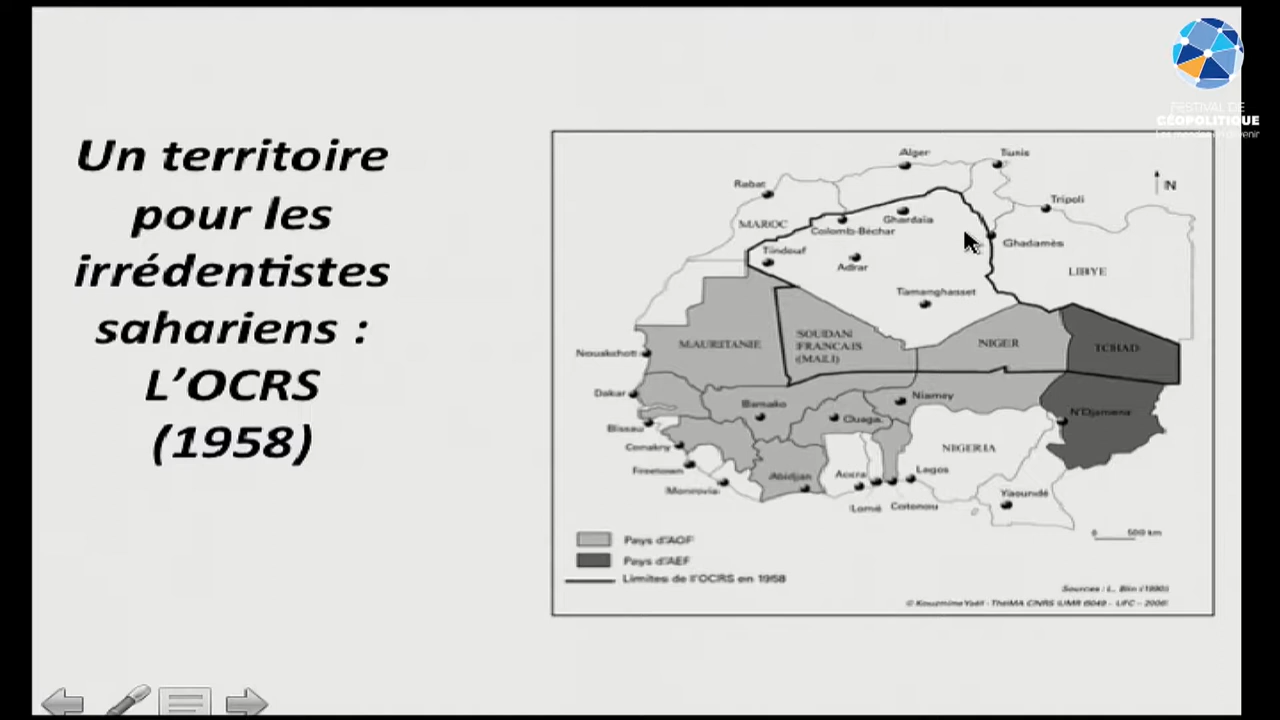 Un territoire
pour les
irrédentistes
sahariens :
L'OCRS
(1958)
FESTIVAL DE
GÉOPOLITIQUE
Alger
Tunis
Rabat
Tripoli
N
MAROC
Ghardaïa
Colomb-Béchar
Ghadamès
Tindouf
Adrar
LIBYE
Tamanghasset
SOUDAN
FRANCAIS
(MALI)
MAURITANIE
NIGER
TCHAD
Nouakchott
Dakar
Bamako
Niamey
Ouaga.
N'Djamena
Bissau
Conakry
NIGERIA
Freetown
Abidjan
Accra
Lagos
Monrovia
Yaoundé
Lomé
Cotonou
0 500 km
Pays d'AOF
Pays d'AEF
Limites de l'OCRS en 1958
Sources : L. Blin (1990)